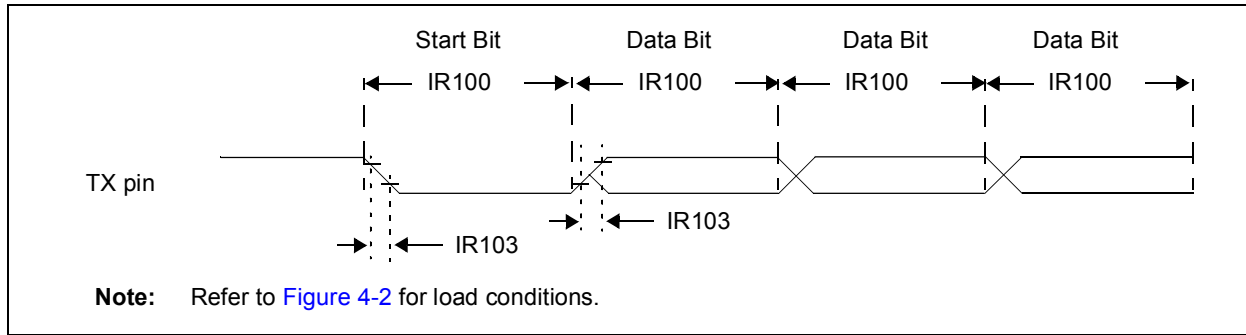 Start Bit Data Bit Data Bit Data Bit
IR100 IR100 IR100 IR100
TX pin
IR103
IR103
Note: Refer to Figure 4-2 for load conditions.